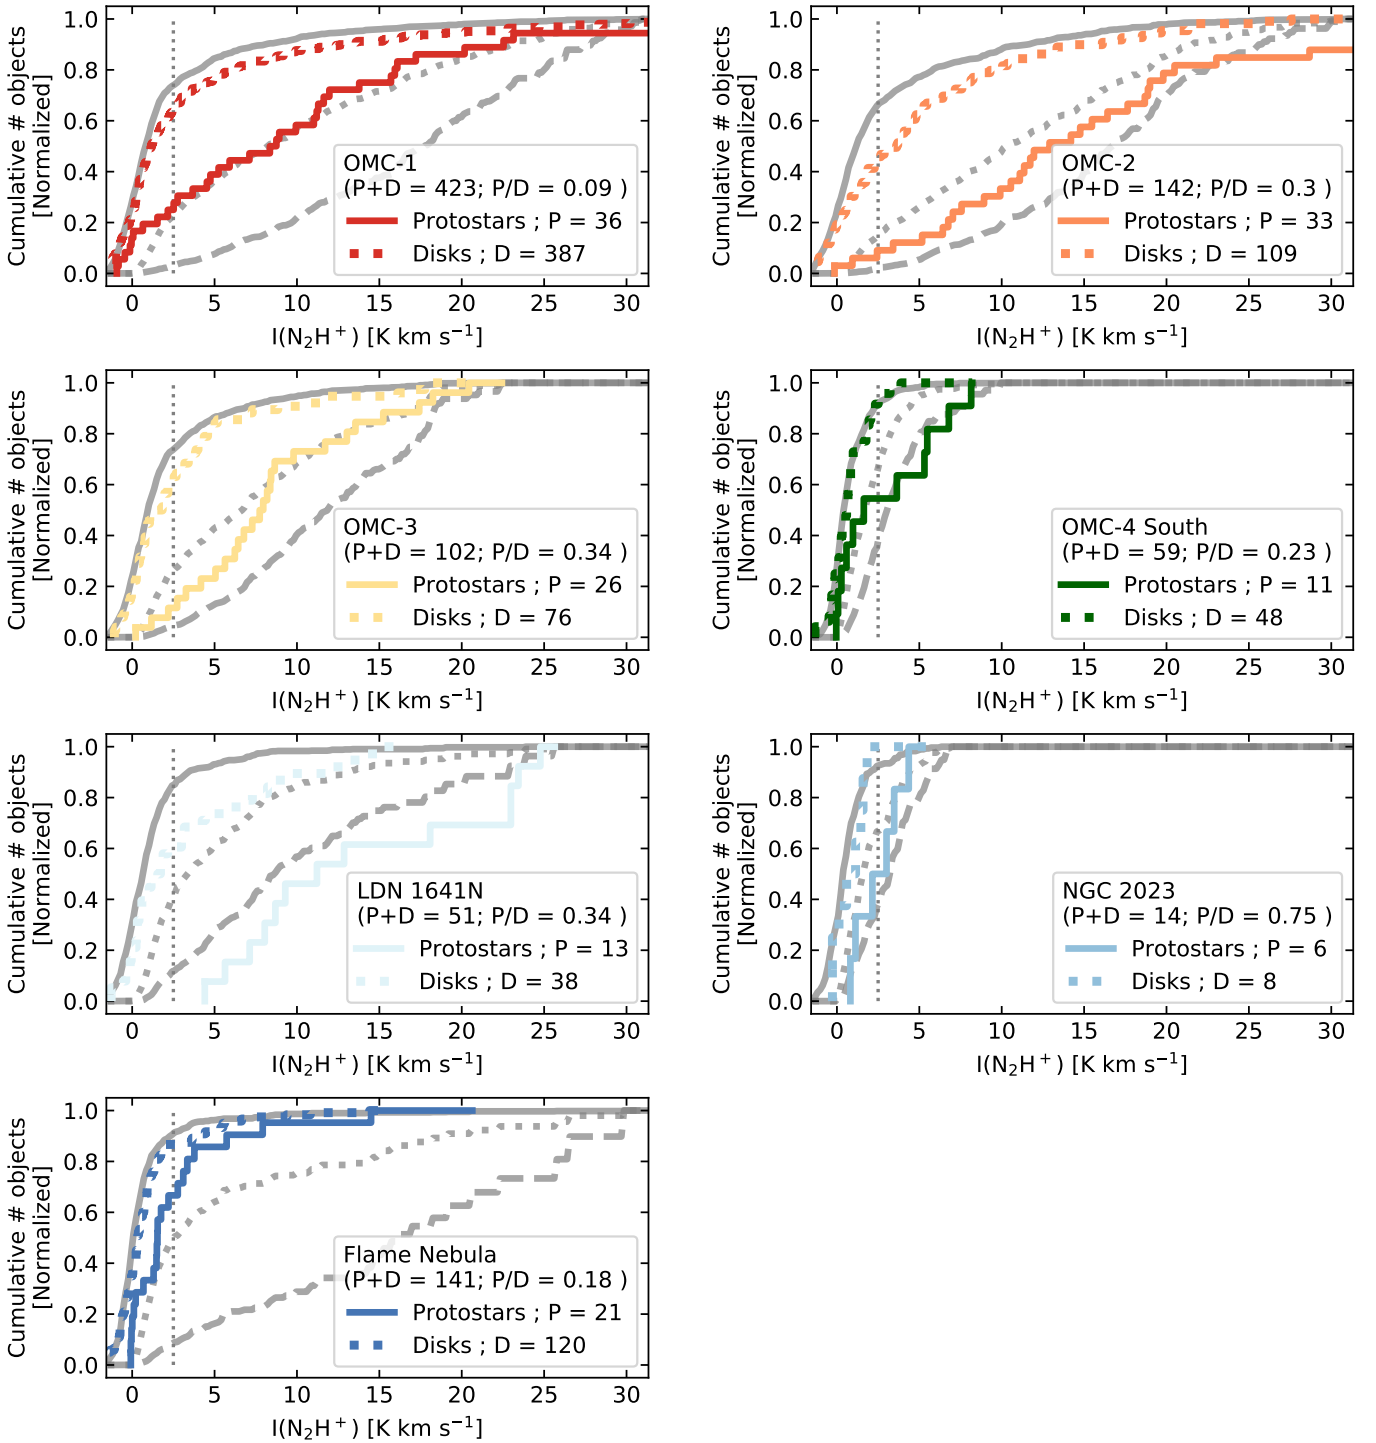 Cumulative # objects
[Normalized]
1.0
0.8
0.6
0.4
0.2
0.0
OMC-1
(P+D = 423; P/D = 0.09 )
Protostars ; P = 36
Disks ; D = 387
0 5 10 15 20 25 30
I(N₂H⁺) [K km s⁻¹]
Cumulative # objects
[Normalized]
1.0
0.8
0.6
0.4
0.2
0.0
OMC-2
(P+D = 142; P/D = 0.3 )
Protostars ; P = 33
Disks ; D = 109
0 5 10 15 20 25 30
I(N₂H⁺) [K km s⁻¹]
Cumulative # objects
[Normalized]
1.0
0.8
0.6
0.4
0.2
0.0
OMC-3
(P+D = 102; P/D = 0.34 )
Protostars ; P = 26
Disks ; D = 76
0 5 10 15 20 25 30
I(N₂H⁺) [K km s⁻¹]
Cumulative # objects
[Normalized]
1.0
0.8
0.6
0.4
0.2
0.0
OMC-4 South
(P+D = 59; P/D = 0.23 )
Protostars ; P = 11
Disks ; D = 48
0 5 10 15 20 25 30
I(N₂H⁺) [K km s⁻¹]
Cumulative # objects
[Normalized]
1.0
0.8
0.6
0.4
0.2
0.0
LDN 1641N
(P+D = 51; P/D = 0.34 )
Protostars ; P = 13
Disks ; D = 38
0 5 10 15 20 25 30
I(N₂H⁺) [K km s⁻¹]
Cumulative # objects
[Normalized]
1.0
0.8
0.6
0.4
0.2
0.0
NGC 2023
(P+D = 14; P/D = 0.75 )
Protostars ; P = 6
Disks ; D = 8
0 5 10 15 20 25 30
I(N₂H⁺) [K km s⁻¹]
Cumulative # objects
[Normalized]
1.0
0.8
0.6
0.4
0.2
0.0
Flame Nebula
(P+D = 141; P/D = 0.18 )
Protostars ; P = 21
Disks ; D = 120
0 5 10 15 20 25 30
I(N₂H⁺) [K km s⁻¹]